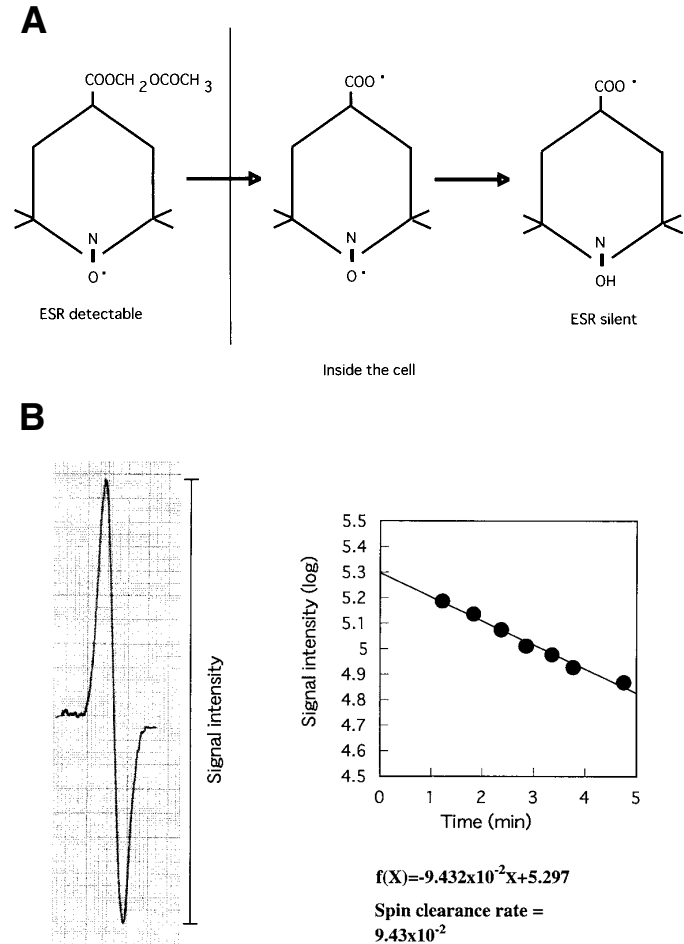 A
COOCH 2 OCOCH 3
COO •
COO •
N
O •
N
O •
N
OH
ESR detectable
ESR silent
Inside the cell
B
Signal intensity
Signal intensity (log)
5.5
5.4
5.3
5.2
5.1
5
4.9
4.8
4.7
4.6
4.5
0 1 2 3 4 5
Time (min)
f(X)=-9.432x10-2X+5.297
Spin clearance rate =
9.43x10-2